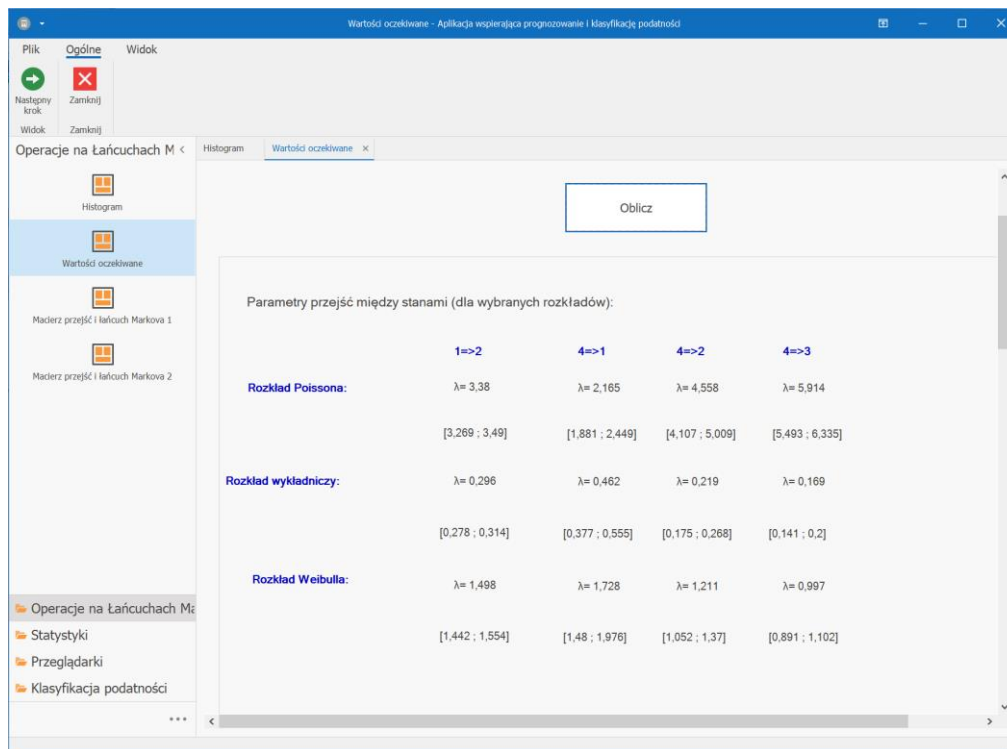 Wartości oczekiwane - Aplikacja wspierająca prognozowanie i klasyfikację podatności
Plik Ogólne Widok
Następny krok
Zamknij
Widok Zamknij
Operacje na Łańcuchach M
Histogram
Wartości oczekiwane
Macierz przejść i łańcuch Markova 1
Macierz przejść i łańcuch Markova 2
Operacje na Łańcuchach Ma
Statystyki
Przeglądarki
Klasyfikacja podatności
Histogram Wartości oczekiwane
Oblicz
Parametry przejść między stanami (dla wybranych rozkładów):
1=>2 4=>1 4=>2 4=>3
Rozkład Poissona: λ= 3,38 λ= 2,165 λ= 4,558 λ= 5,914
[3,269 ; 3,49] [1,881 ; 2,449] [4,107 ; 5,009] [5,493 ; 6,335]
Rozkład wykładniczy: λ= 0,296 λ= 0,462 λ= 0,219 λ= 0,169
[0,278 ; 0,314] [0,377 ; 0,555] [0,175 ; 0,268] [0,141 ; 0,2]
Rozkład Weibulla: λ= 1,498 λ= 1,728 λ= 1,211 λ= 0,997
[1,442 ; 1,554] [1,48 ; 1,976] [1,052 ; 1,37] [0,891 ; 1,102]